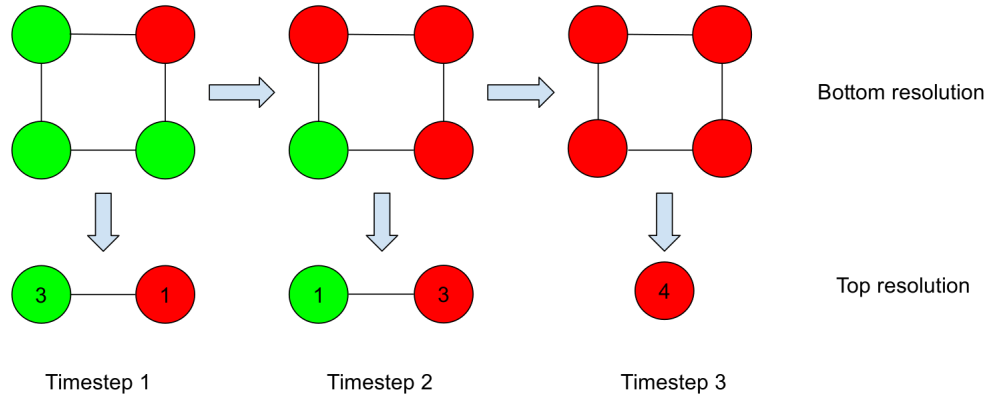 Bottom resolution
3 1 1 3 4
Top resolution
Timestep 1 Timestep 2 Timestep 3